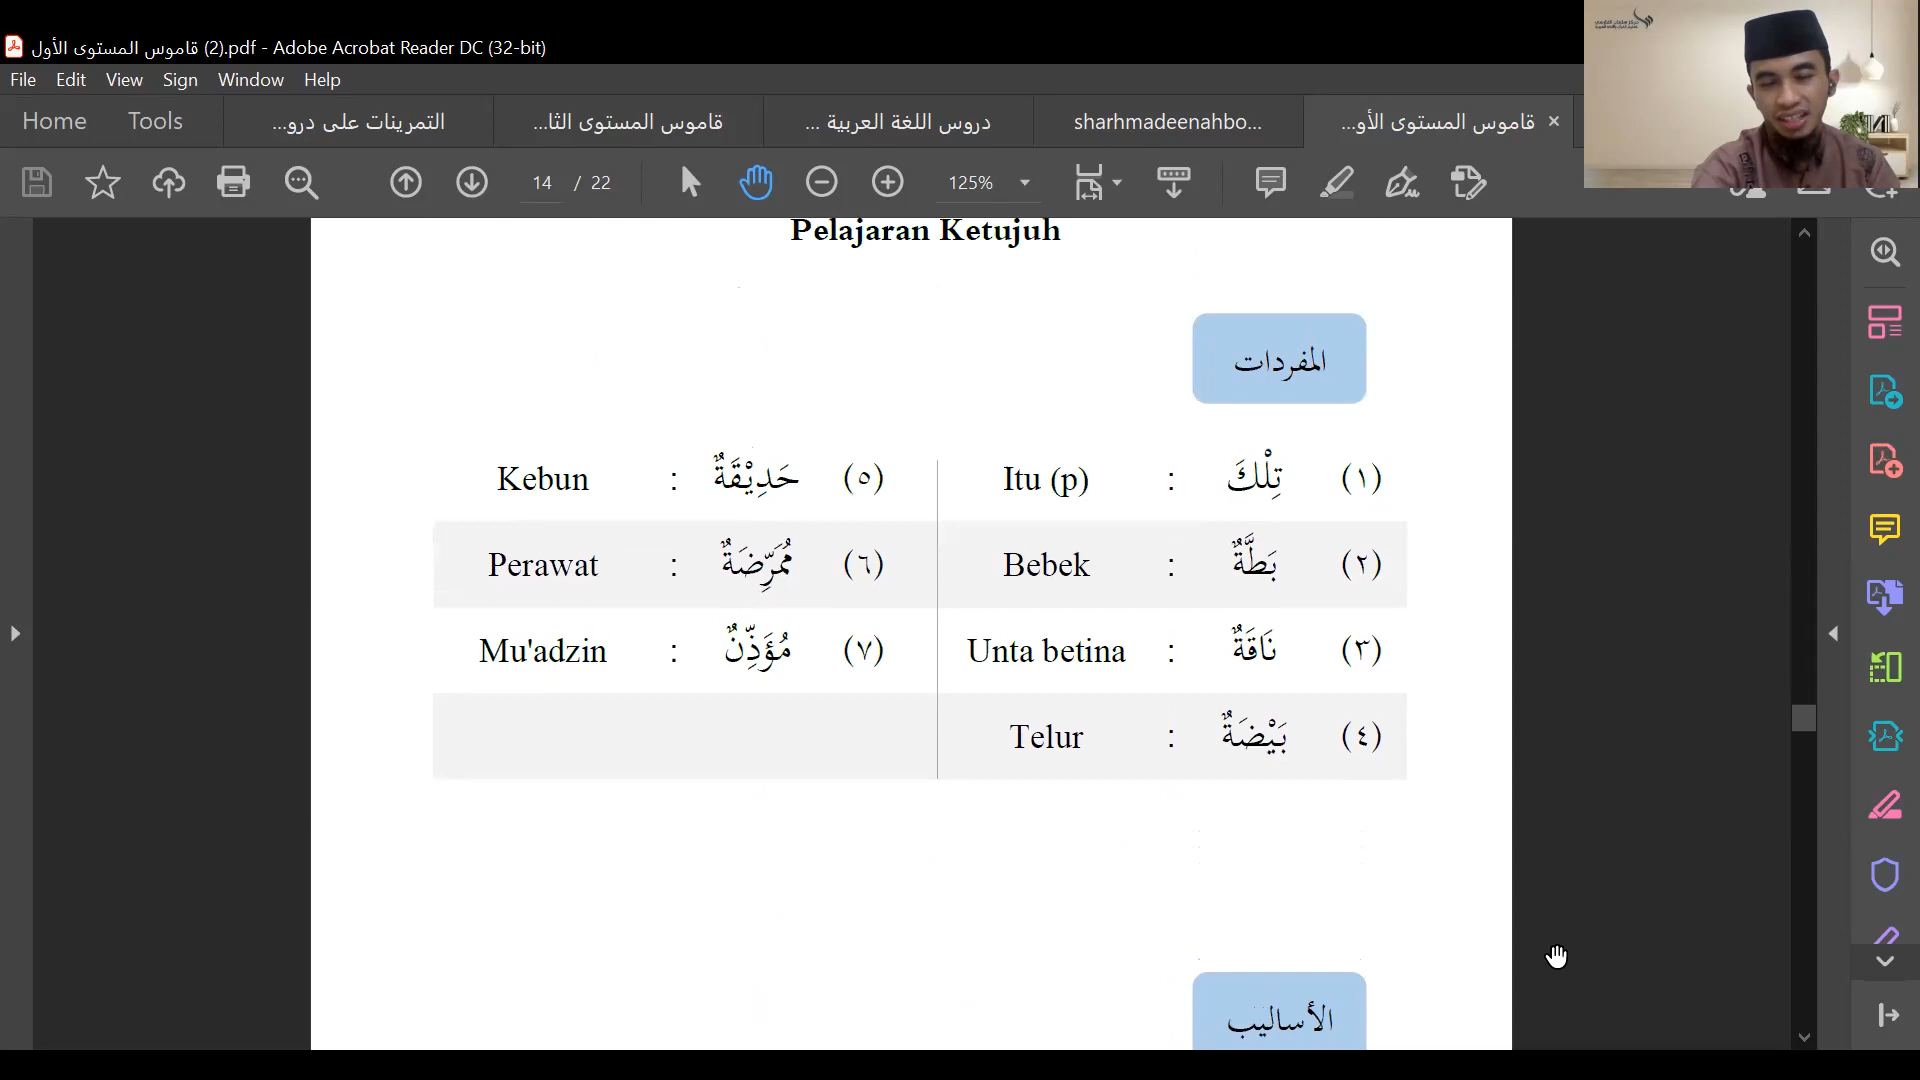 قاموس المستوى الأول (2).pdf - Adobe Acrobat Reader DC (32-bit)
File Edit View Sign Window Help
Home Tools التمرينات على درو... قاموس المستوى الثا... دروس اللغة العربية ... sharhmadeenahbo... قاموس المستوى الأو...
14 / 22 125%
Pelajaran Ketujuh
المفردات
(١) تِلْكَ : Itu (p) (٥) حَدِيْقَةٌ : Kebun
(٢) بَطَّةٌ : Bebek (٦) مُمَرِّضَةٌ : Perawat
(٣) نَاقَةٌ : Unta betina (٧) مُؤَذِّنٌ : Mu'adzin
(٤) بَيْضَةٌ : Telur
الأساليب